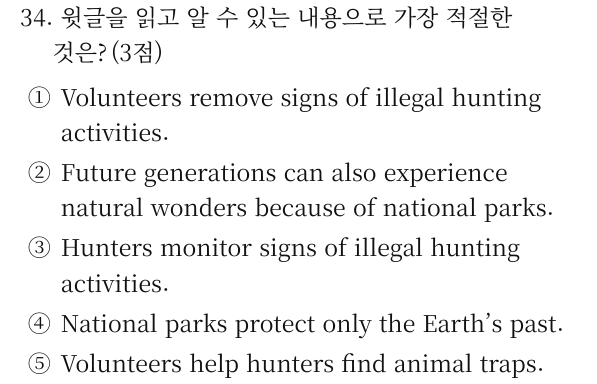 34. 윗글을 읽고 알 수 있는 내용으로 가장 적절한
것은? (3점)
① Volunteers remove signs of illegal hunting
activities.
② Future generations can also experience
natural wonders because of national parks.
③ Hunters monitor signs of illegal hunting
activities.
④ National parks protect only the Earth’s past.
⑤ Volunteers help hunters find animal traps.